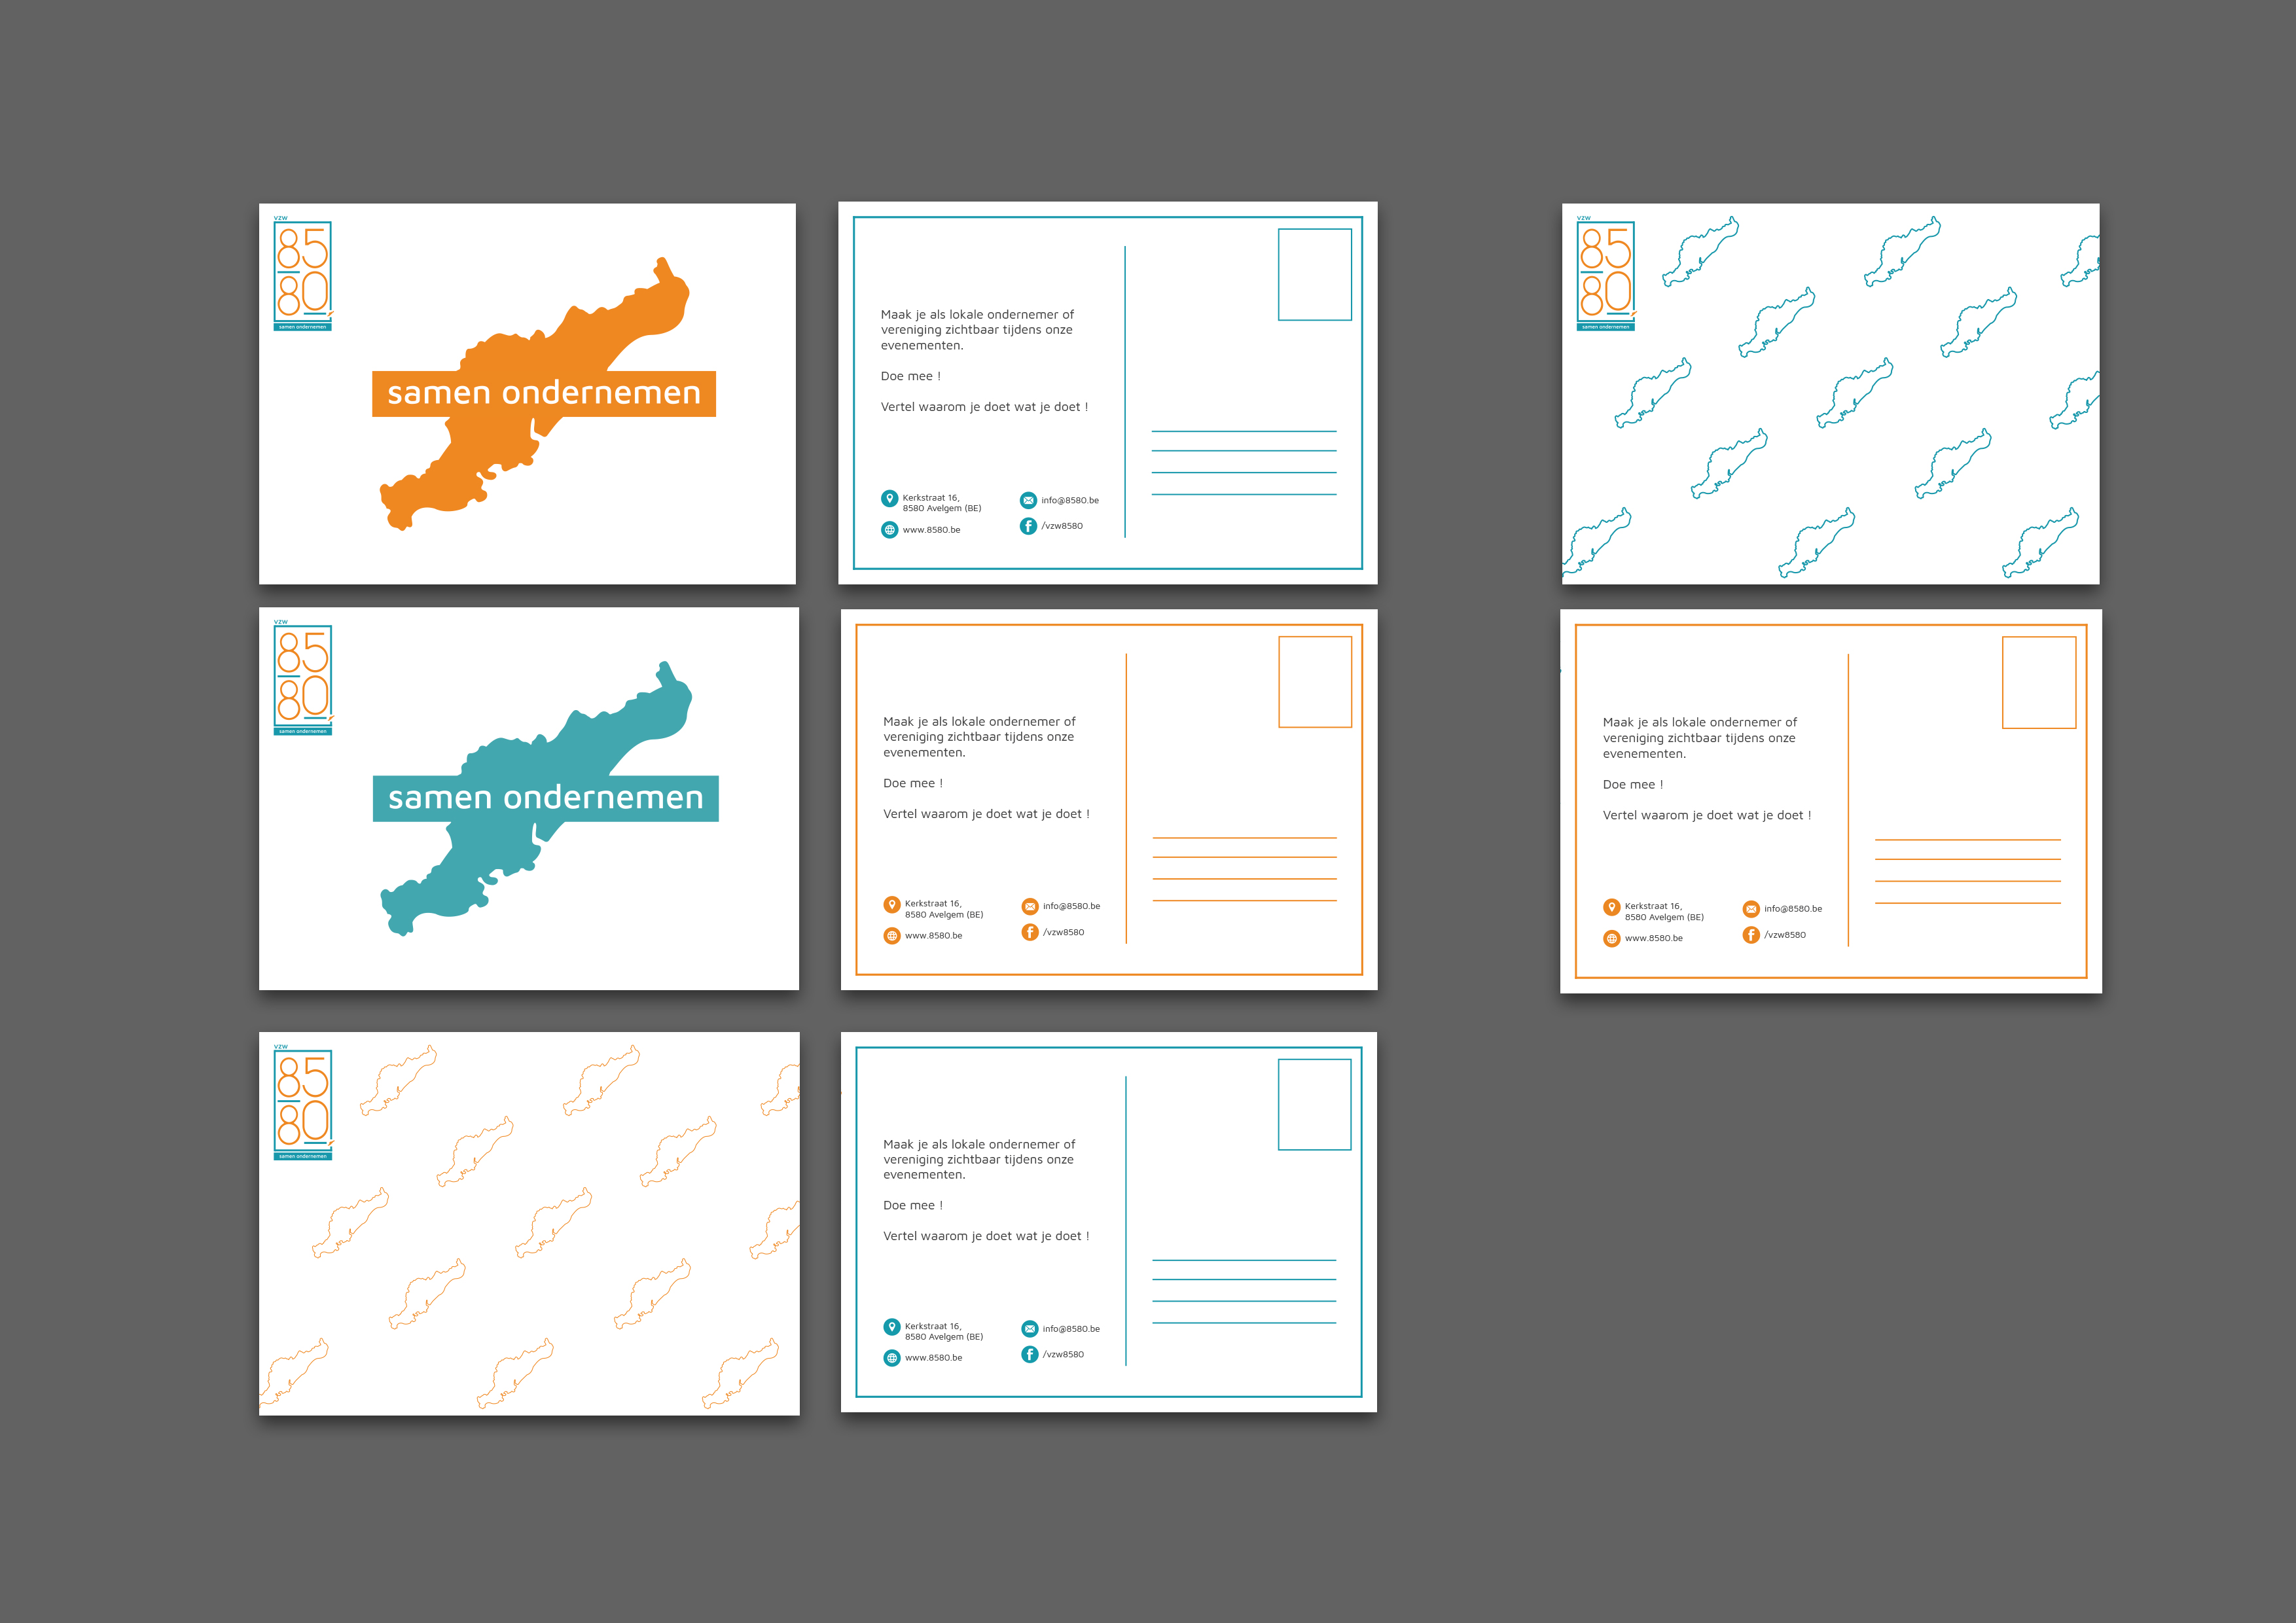 vzw
85
80
samen ondernemen
samen ondernemen
Maak je als lokale ondernemer of
vereniging zichtbaar tijdens onze
evenementen.
Doe mee !
Vertel waarom je doet wat je doet !
Kerkstraat 16,
8580 Avelgem (BE)
www.8580.be
info@8580.be
/vzw8580
vzw
85
80
samen ondernemen
vzw
85
80
samen ondernemen
samen ondernemen
Maak je als lokale ondernemer of
vereniging zichtbaar tijdens onze
evenementen.
Doe mee !
Vertel waarom je doet wat je doet !
Kerkstraat 16,
8580 Avelgem (BE)
www.8580.be
info@8580.be
/vzw8580
Maak je als lokale ondernemer of
vereniging zichtbaar tijdens onze
evenementen.
Doe mee !
Vertel waarom je doet wat je doet !
Kerkstraat 16,
8580 Avelgem (BE)
www.8580.be
info@8580.be
/vzw8580
vzw
85
80
samen ondernemen
Maak je als lokale ondernemer of
vereniging zichtbaar tijdens onze
evenementen.
Doe mee !
Vertel waarom je doet wat je doet !
Kerkstraat 16,
8580 Avelgem (BE)
www.8580.be
info@8580.be
/vzw8580